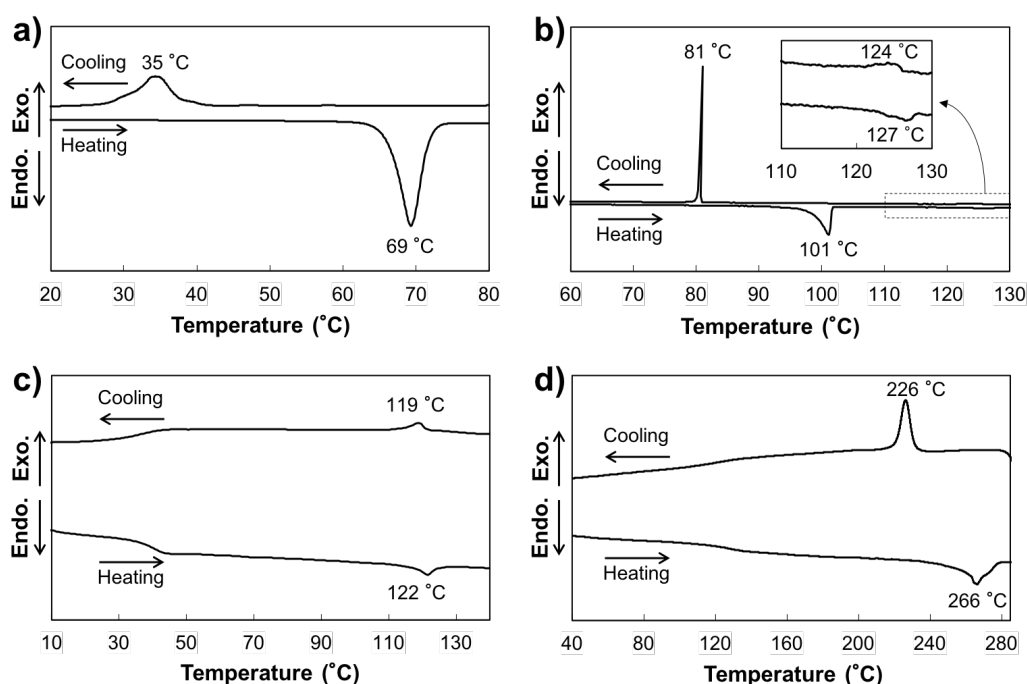 a)
Cooling
35 ˚C
Exo.
Endo.
Heating
69 ˚C
20 30 40 50 60 70 80
Temperature (˚C)
b)
81 ˚C
124 ˚C
127 ˚C
110 120 130
Exo.
Endo.
Cooling
Heating
101 ˚C
60 70 80 90 100 110 120 130
Temperature (˚C)
c)
Cooling
119 ˚C
Exo.
Endo.
Heating
122 ˚C
10 30 50 70 90 110 130
Temperature (˚C)
d)
226 ˚C
Cooling
Exo.
Endo.
Heating
266 ˚C
40 80 120 160 200 240 280
Temperature (˚C)